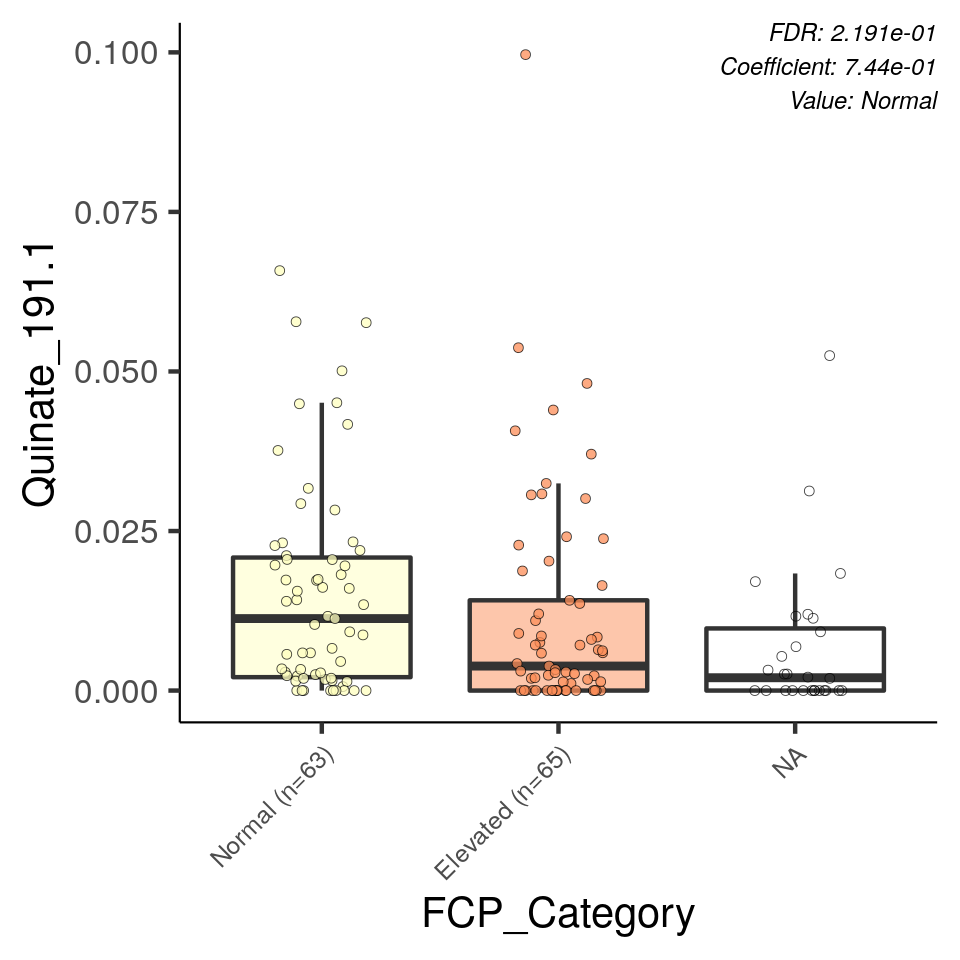 FDR: 2.191e-01
Coefficient: 7.44e-01
Value: Normal
0.100
0.075
0.050
0.025
0.000
Quinate_191.1
Normal (n=63)
Elevated (n=65)
NA
FCP_Category